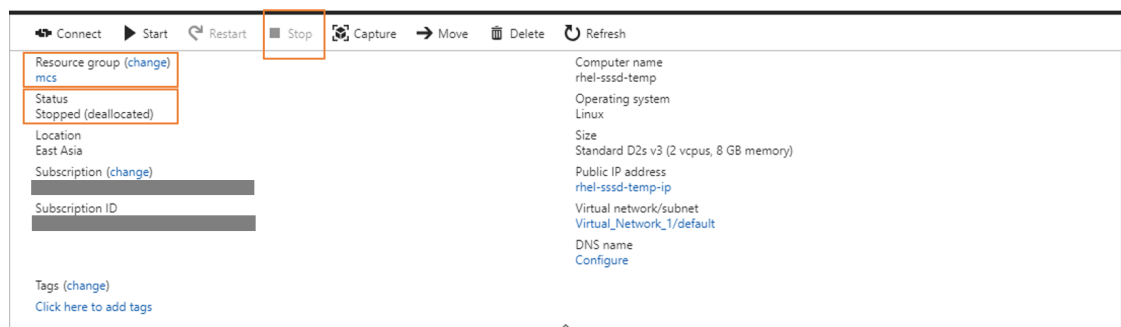 Connect Start Restart Stop Capture Move Delete Refresh
Resource group (change)
mcs
Status
Stopped (deallocated)
Location
East Asia
Subscription (change)
Subscription ID
Computer name
rhel-sssd-temp
Operating system
Linux
Size
Standard D2s v3 (2 vcpus, 8 GB memory)
Public IP address
rhel-sssd-temp-ip
Virtual network/subnet
Virtual_Network_1/default
DNS name
Configure
Tags (change)
Click here to add tags